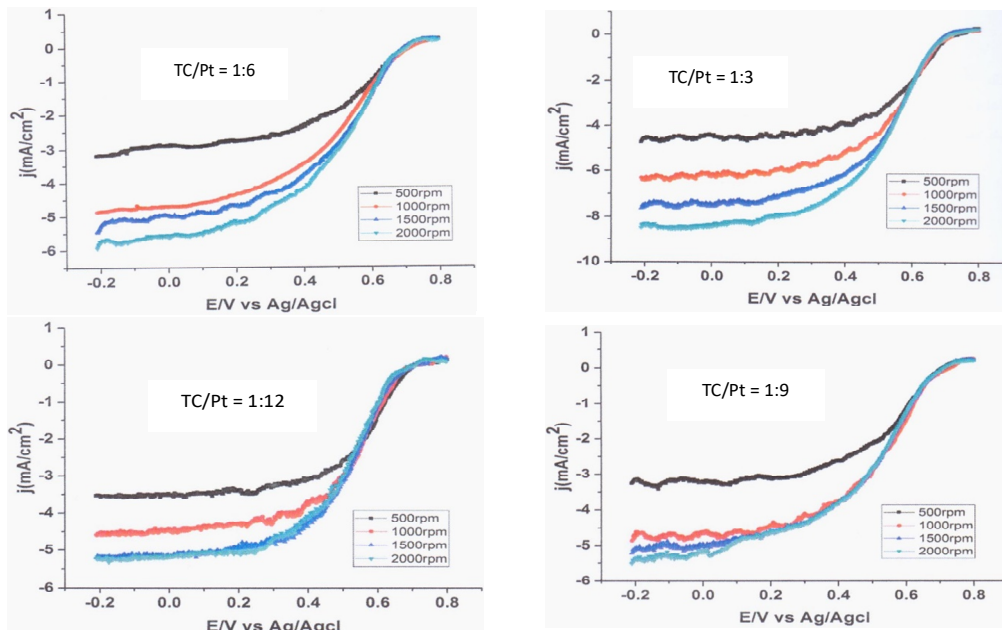 1
0
-1
-2
-3
-4
-5
-6
j(mA/cm²)
TC/Pt = 1:6
500rpm
1000rpm
1500rpm
2000rpm
-0.2 0.0 0.2 0.4 0.6 0.8
E/V vs Ag/Agcl
0
-2
-4
-6
-8
-10
j(mA/cm²)
TC/Pt = 1:3
500rpm
1000rpm
1500rpm
2000rpm
-0.2 0.0 0.2 0.4 0.6 0.8
E/V vs Ag/Agcl
1
0
-1
-2
-3
-4
-5
-6
j(mA/cm²)
TC/Pt = 1:12
500rpm
1000rpm
1500rpm
2000rpm
-0.2 0.0 0.2 0.4 0.6 0.8
E/V vs Ag/Agcl
1
0
-1
-2
-3
-4
-5
-6
j(mA/cm²)
TC/Pt = 1:9
500rpm
1000rpm
1500rpm
2000rpm
-0.2 0.0 0.2 0.4 0.6 0.8
E/V vs Ag/Agcl